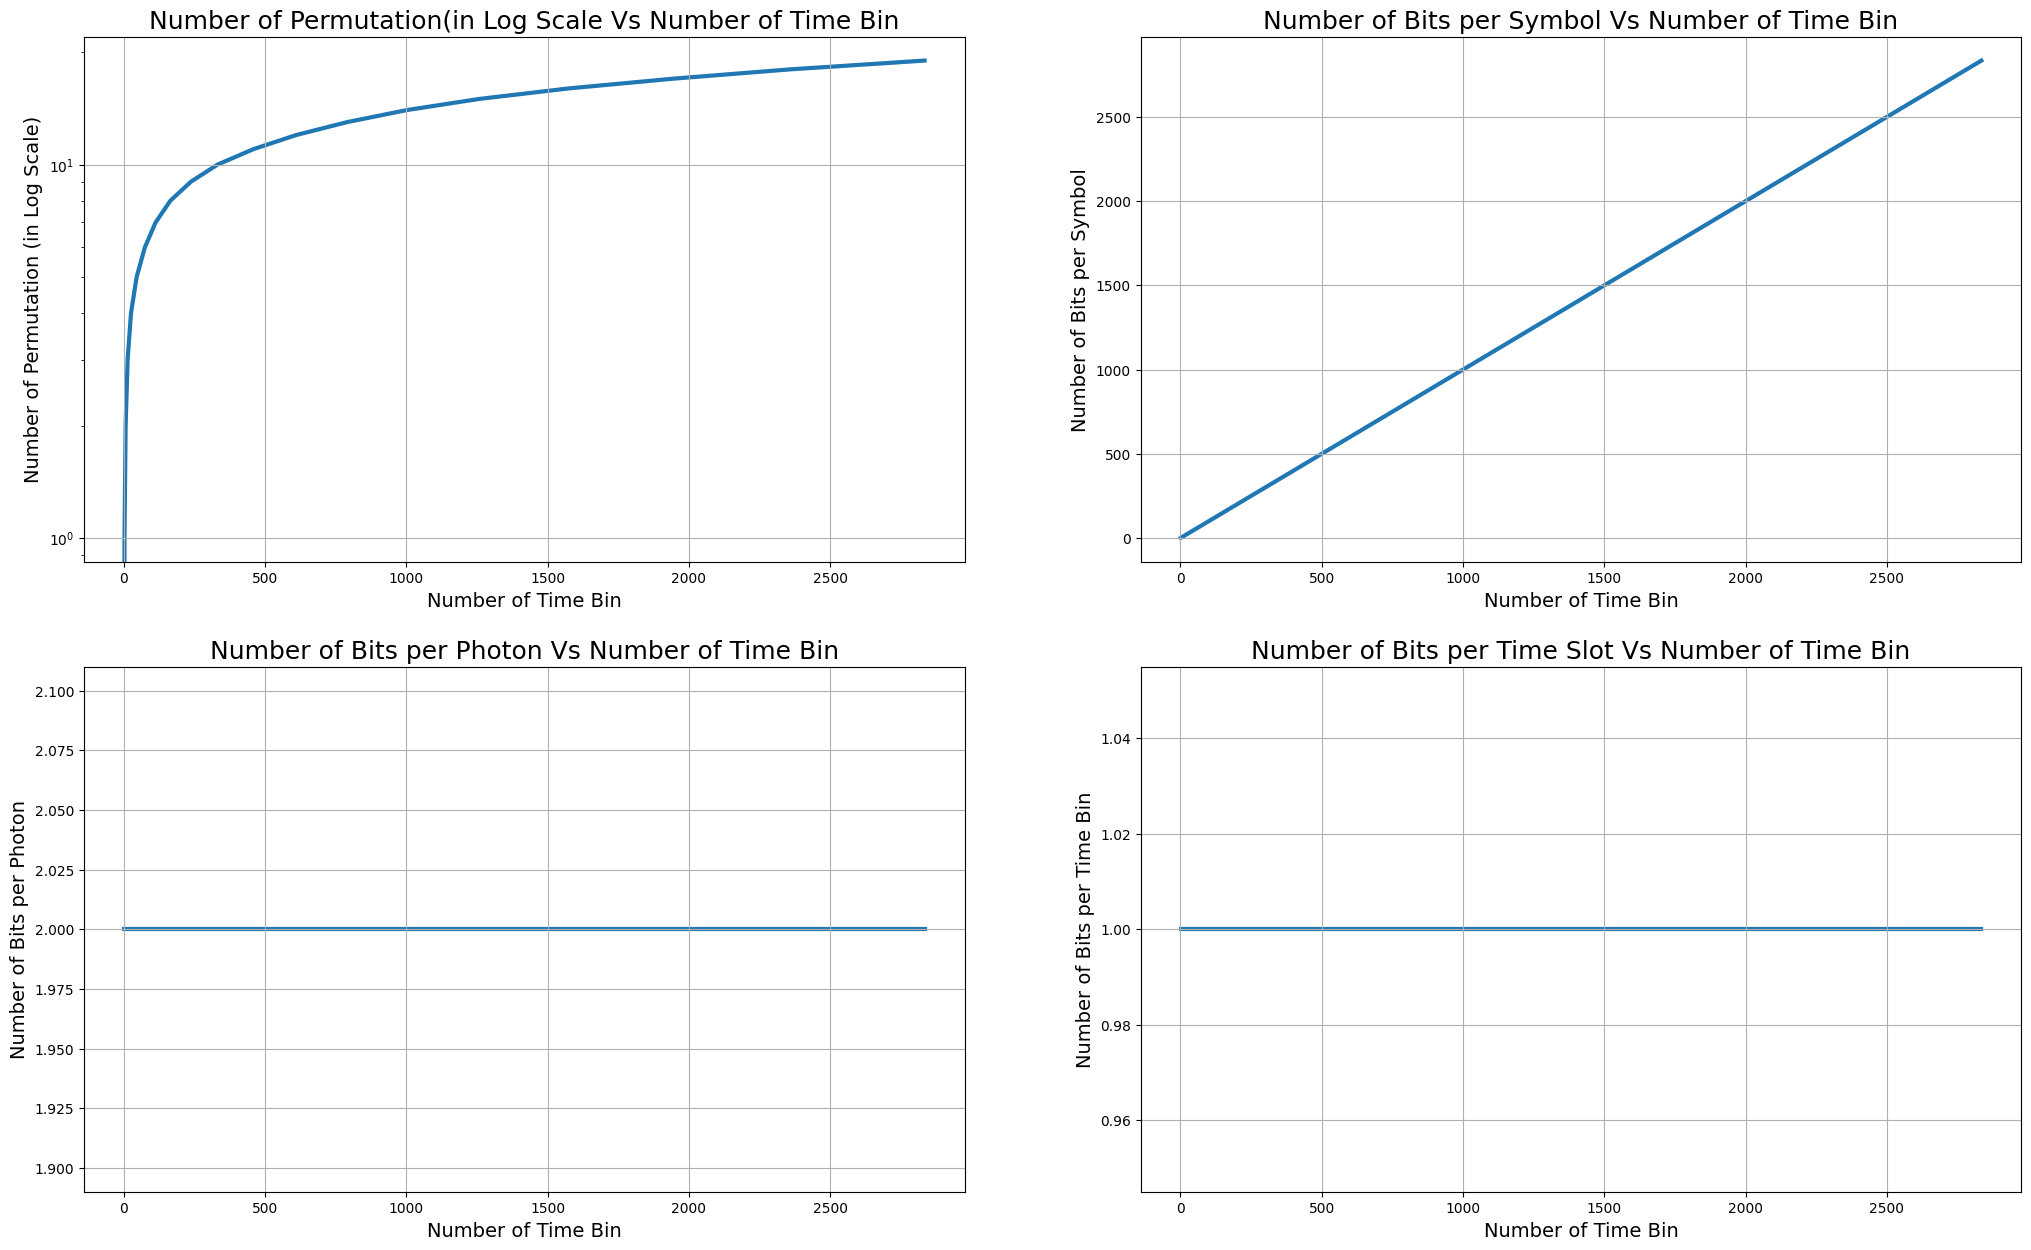 Number of Permutation(in Log Scale Vs Number of Time Bin
Number of Permutation (in Log Scale)
10¹
10⁰
0 500 1000 1500 2000 2500
Number of Time Bin
Number of Bits per Symbol Vs Number of Time Bin
Number of Bits per Symbol
2500
2000
1500
1000
500
0
0 500 1000 1500 2000 2500
Number of Time Bin
Number of Bits per Photon Vs Number of Time Bin
Number of Bits per Photon
2.100
2.075
2.050
2.025
2.000
1.975
1.950
1.925
1.900
0 500 1000 1500 2000 2500
Number of Time Bin
Number of Bits per Time Slot Vs Number of Time Bin
Number of Bits per Time Bin
1.04
1.02
1.00
0.98
0.96
0 500 1000 1500 2000 2500
Number of Time Bin